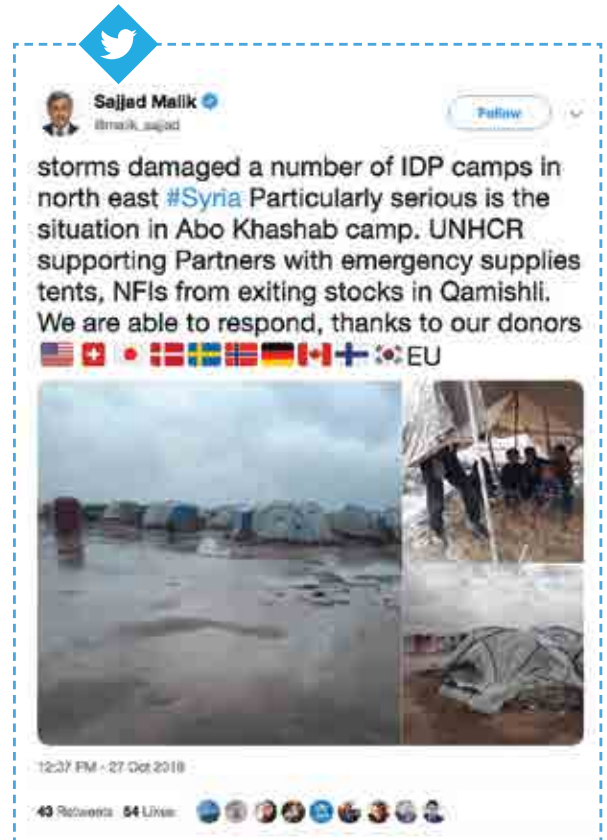 Sajjad Malik
@malik_sajjad
Follow
storms damaged a number of IDP camps in
north east #Syria Particularly serious is the
situation in Abo Khashab camp. UNHCR
supporting Partners with emergency supplies
tents, NFIs from exiting stocks in Qamishli.
We are able to respond, thanks to our donors
EU
12:37 PM - 27 Oct 2018
43 Retweets 54 Likes